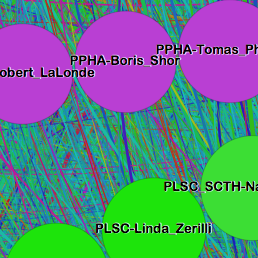 PPHA-Tomas_Ph
PPHA-Boris_Shor
obert_LaLonde
PLSC_SCTH-Na
PLSC-Linda_Zerilli